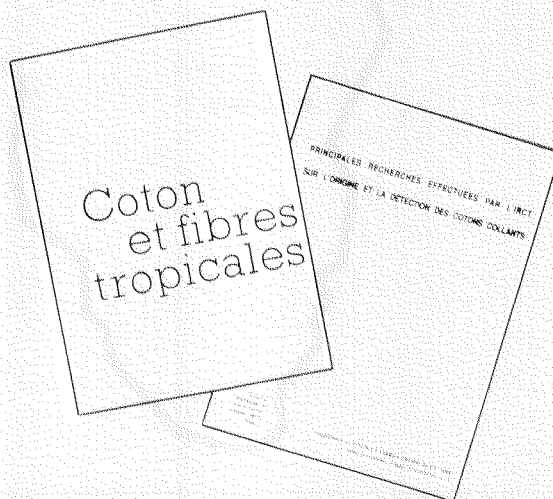 Coton
et fibres
tropicales
PRINCIPALES RECHERCHES EFFECTUEES PAR L'IRCT
SUR L'ORIGINE ET LA DETECTION DES COTONS COLLANTS